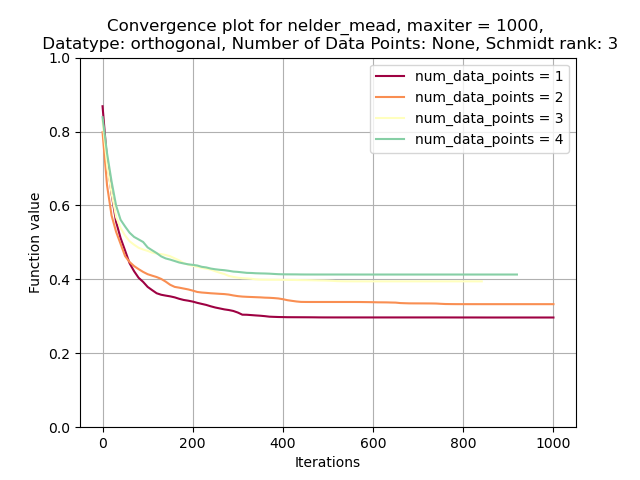 Convergence plot for nelder_mead, maxiter = 1000,
Datatype: orthogonal, Number of Data Points: None, Schmidt rank: 3
1.0
0.8
0.6
0.4
0.2
0.0
Function value
num_data_points = 1
num_data_points = 2
num_data_points = 3
num_data_points = 4
0 200 400 600 800 1000
Iterations